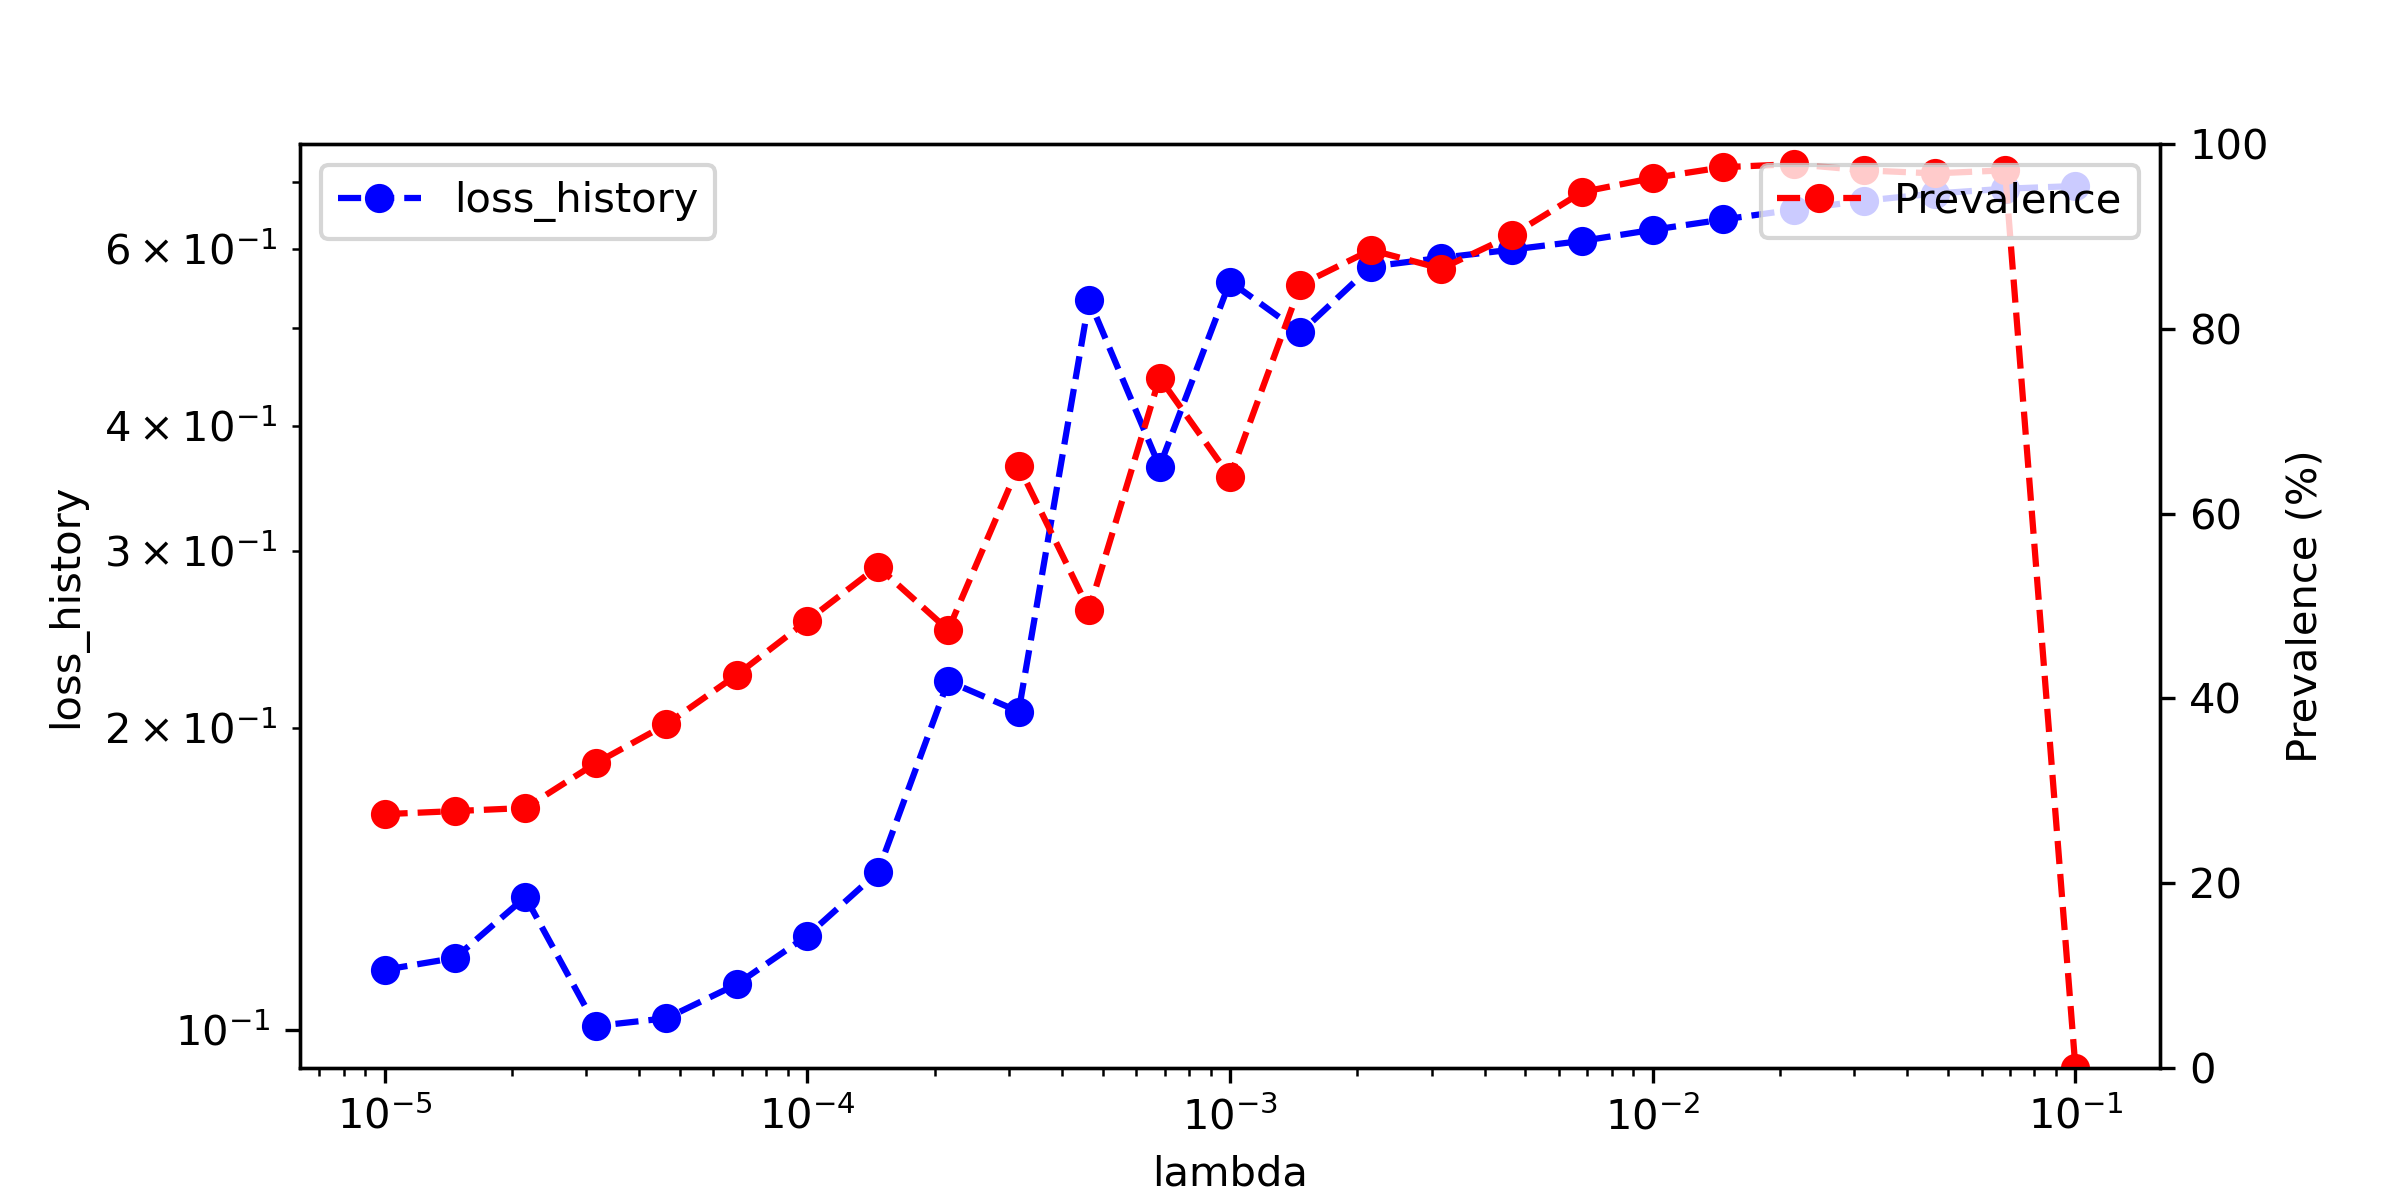 loss_history
Prevalence
loss_history
6 × 10⁻¹
4 × 10⁻¹
3 × 10⁻¹
2 × 10⁻¹
10⁻¹
100
80
60
40
20
0
Prevalence (%)
10⁻⁵ 10⁻⁴ 10⁻³ 10⁻² 10⁻¹
lambda